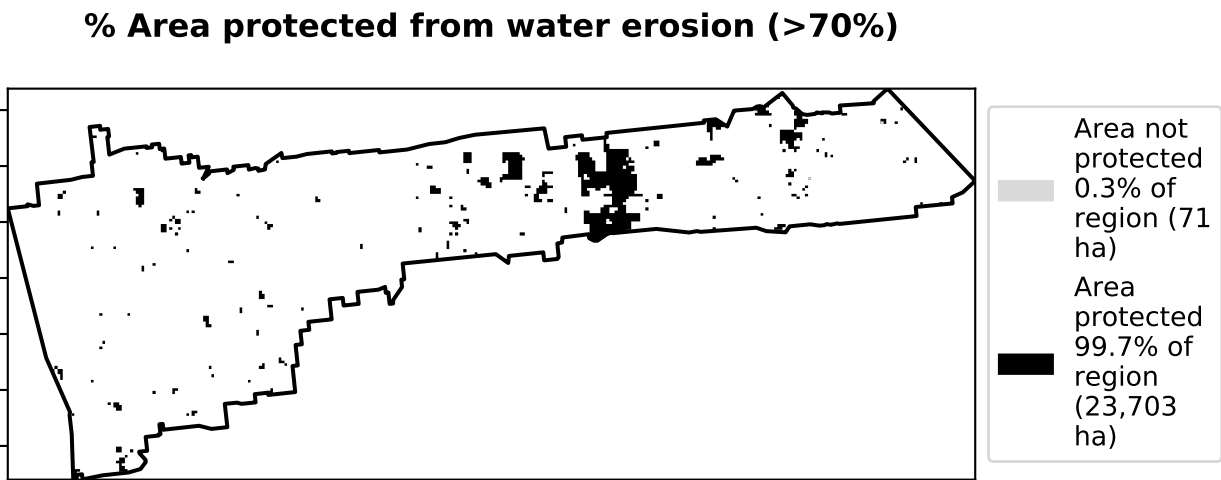 % Area protected from water erosion (>70%)
Area not
protected
0.3% of
region (71
ha)
Area
protected
99.7% of
region
(23,703
ha)